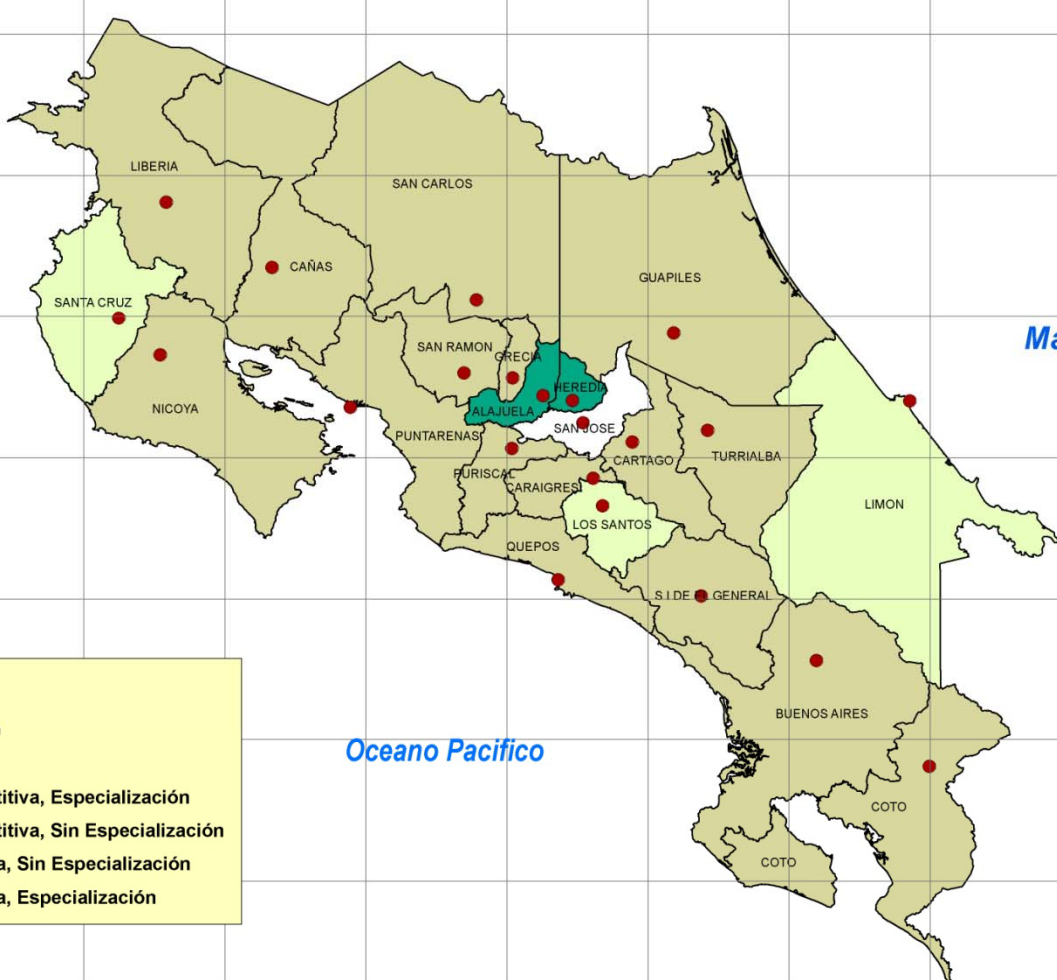 LIBERIA
SAN CARLOS
CAÑAS
GUAPILES
SANTA CRUZ
SAN RAMON
GRECIA
HEREDIA
NICOYA
ALAJUELA
SAN JOSE
PUNTARENAS
CARTAGO
TURRIALBA
PURISCAL
CARAIGRES
LIMON
LOS SANTOS
QUEPOS
S.I DE EL GENERAL
BUENOS AIRES
Oceano Pacifico
Especialización
Sin Especialización
Sin Especialización
Especialización
COTO
COTO